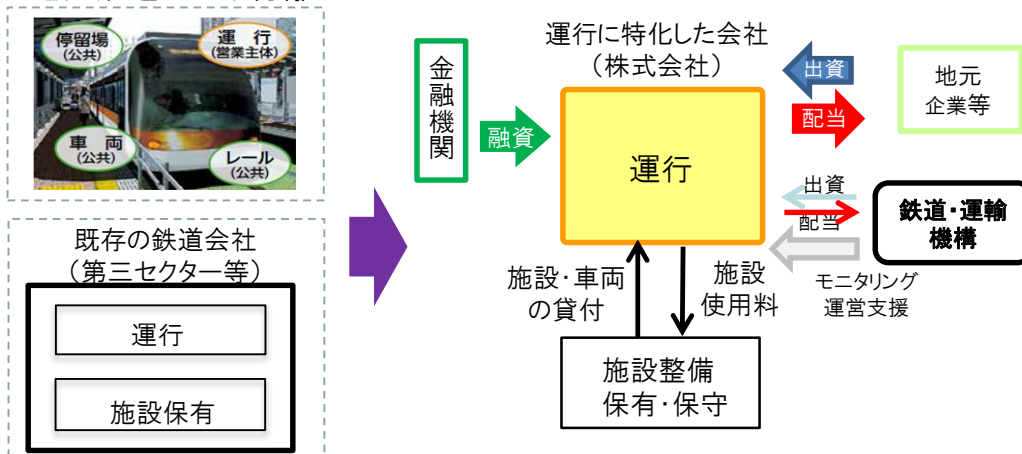 停留場
(公共)
運 行
(営業主体)
車 両
(公共)
レール
(公共)
既存の鉄道会社
（第三セクター等）
運行
施設保有
金融機関
融資
運行に特化した会社
（株式会社）
運行
出資
配当
地元
企業等
出資
配当
鉄道・運輸
機構
モニタリング
運営支援
施設・車両
の貸付
施設
使用料
施設整備
保有・保守